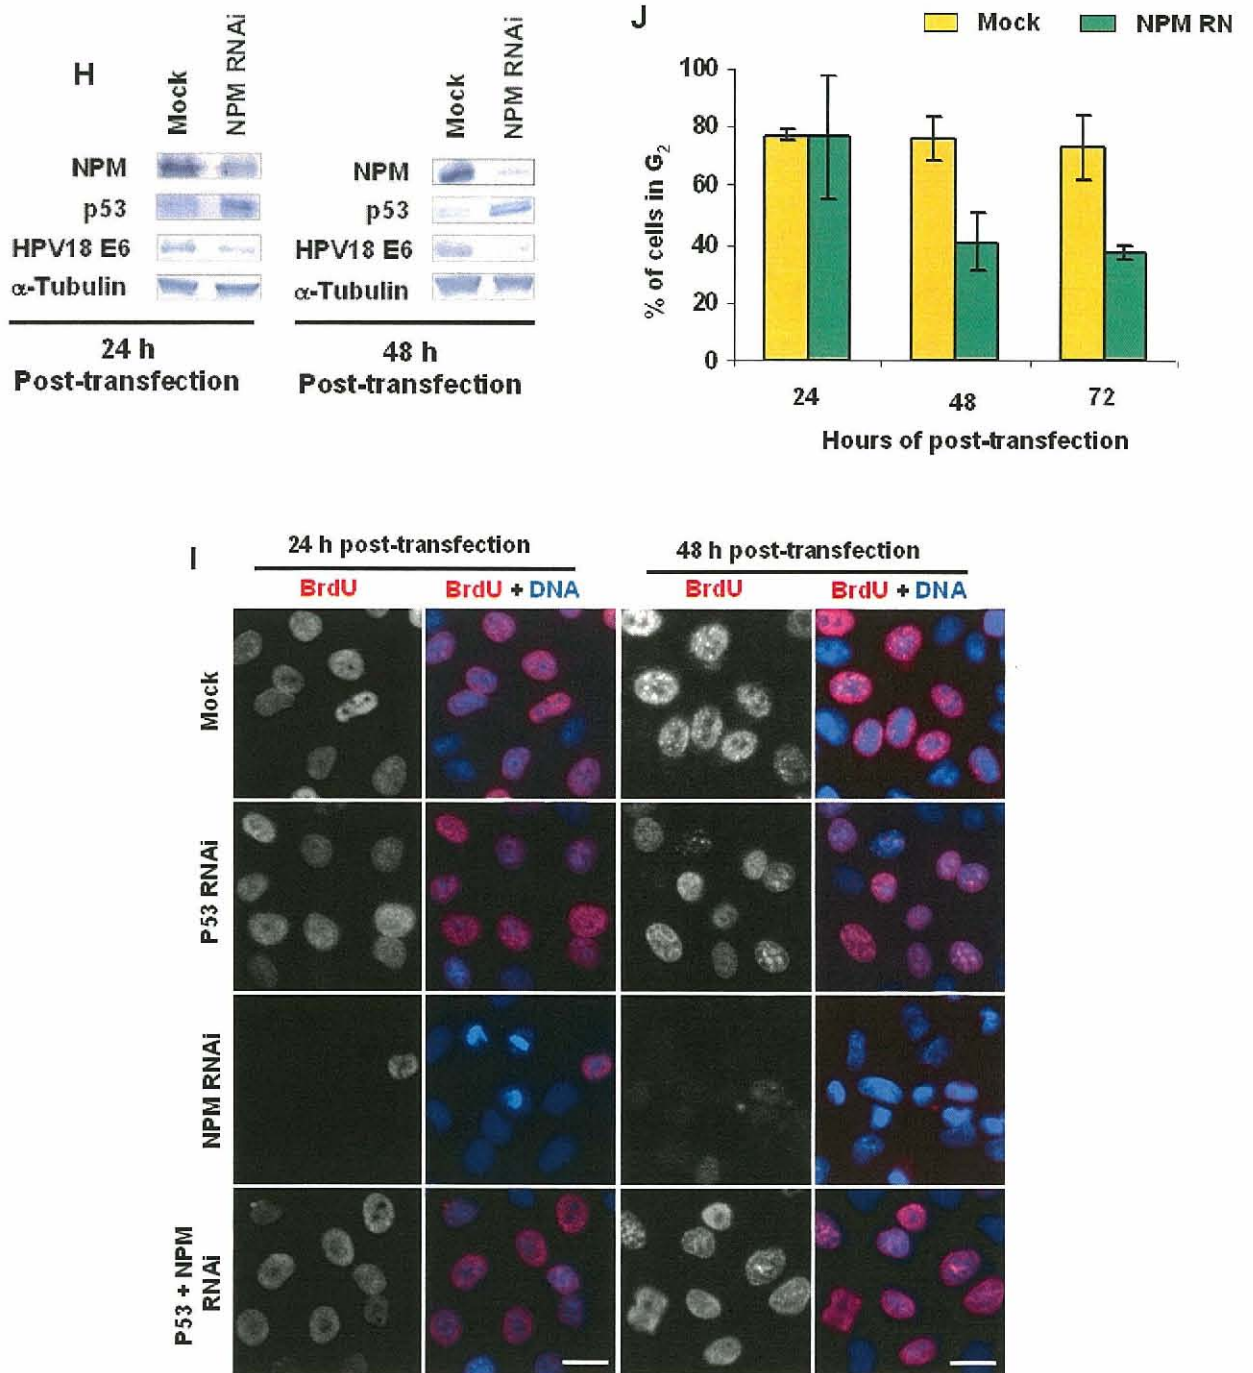 H
Mock
NPM RNAi
NPM
p53
HPV18 E6
α-Tubulin
24 h
Post-transfection
Mock
NPM RNAi
NPM
p53
HPV18 E6
α-Tubulin
48 h
Post-transfection
J
Mock
NPM RN
% of cells in G2
100
80
60
40
20
0
24
48
72
Hours of post-transfection
I
24 h post-transfection
48 h post-transfection
BrdU
BrdU + DNA
BrdU
BrdU + DNA
Mock
P53 RNAi
NPM RNAi
P53 + NPM
RNAi